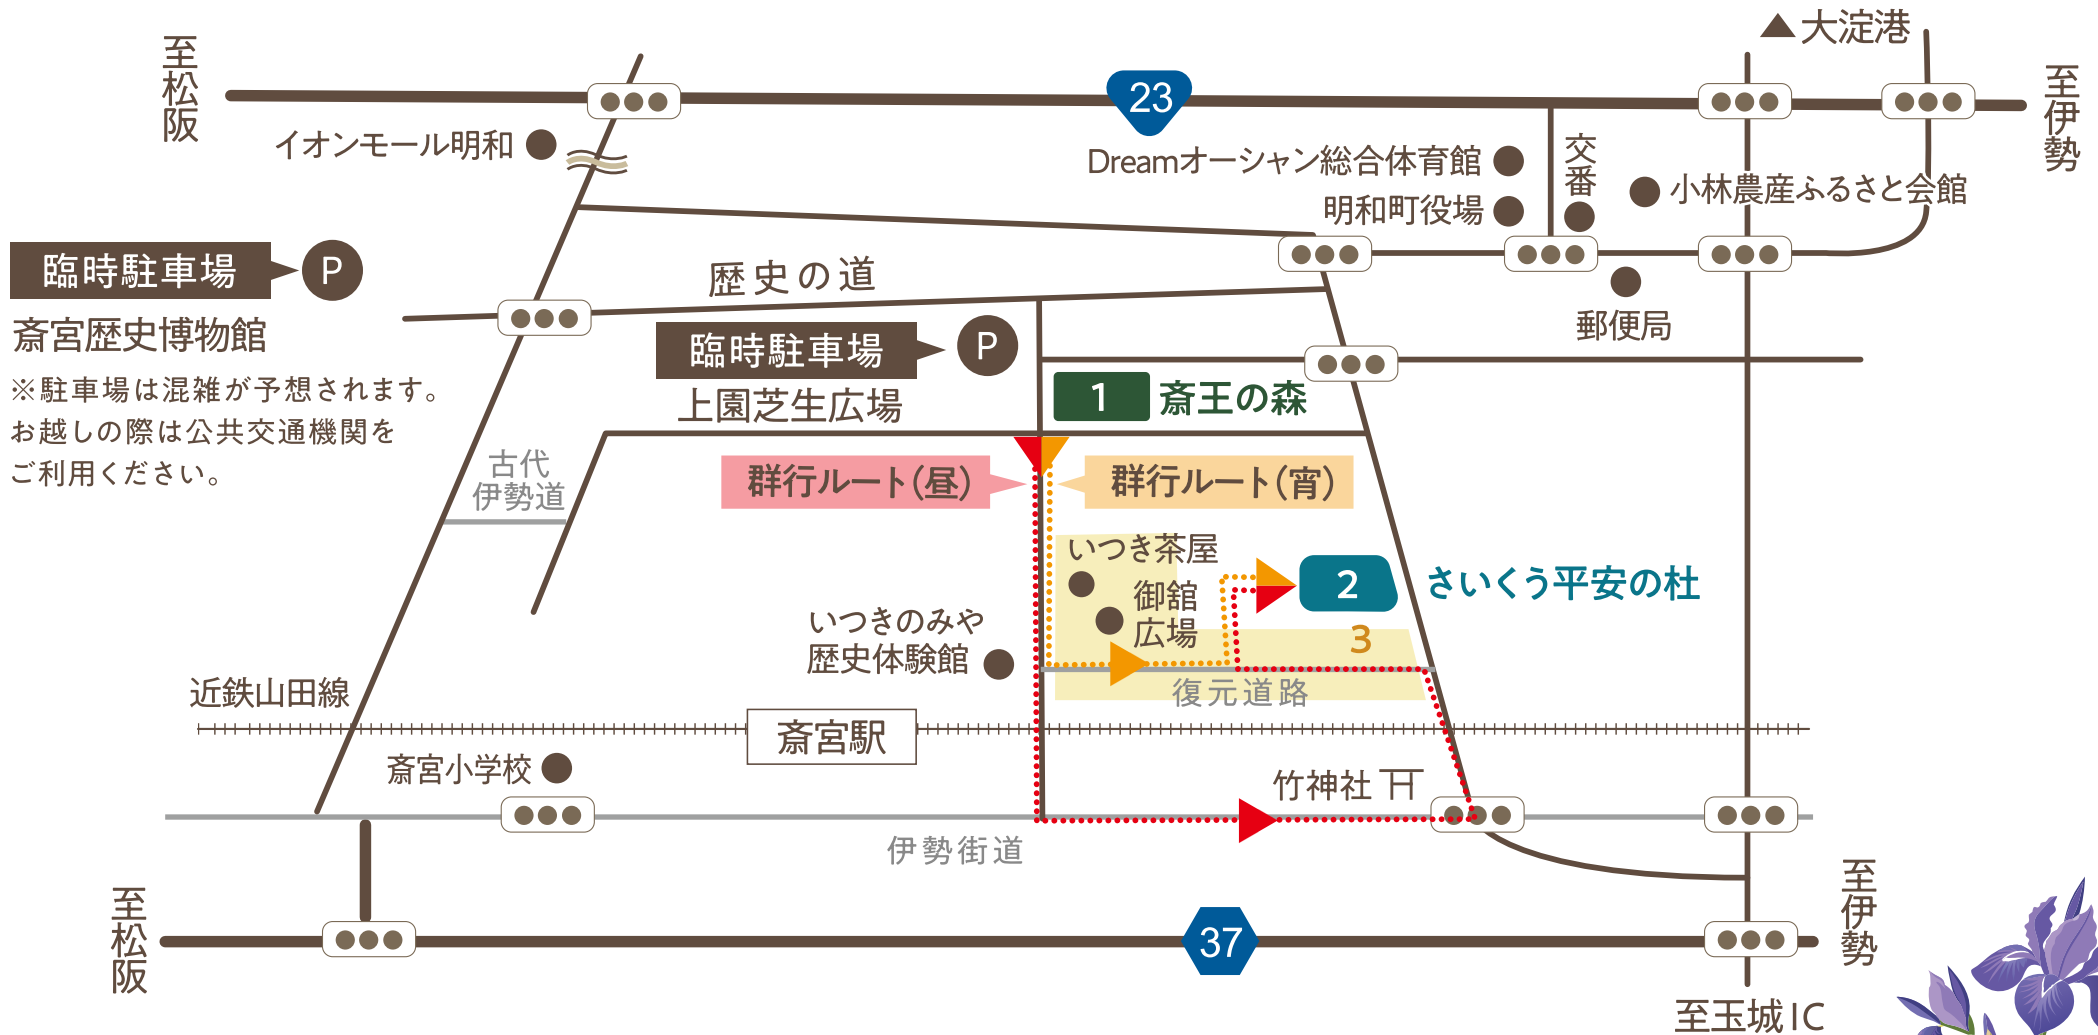 大淀港
至松阪
23
至伊勢
イオンモール明和
Dreamオーシャン総合体育館
交番
小林農産ふるさと会館
明和町役場
臨時駐車場
P
斎宮歴史博物館
※駐車場は混雑が予想されます。
お越しの際は公共交通機関を
ご利用ください。
歴史の道
臨時駐車場
P
上園芝生広場
郵便局
1
斎王の森
古代
伊勢道
群行ルート(昼)
群行ルート(宵)
いつき茶屋
御舘
広場
2
さいくう平安の杜
3
いつきのみや
歴史体験館
復元道路
近鉄山田線
斎宮駅
斎宮小学校
竹神社
伊勢街道
至松阪
37
至伊勢
至玉城IC